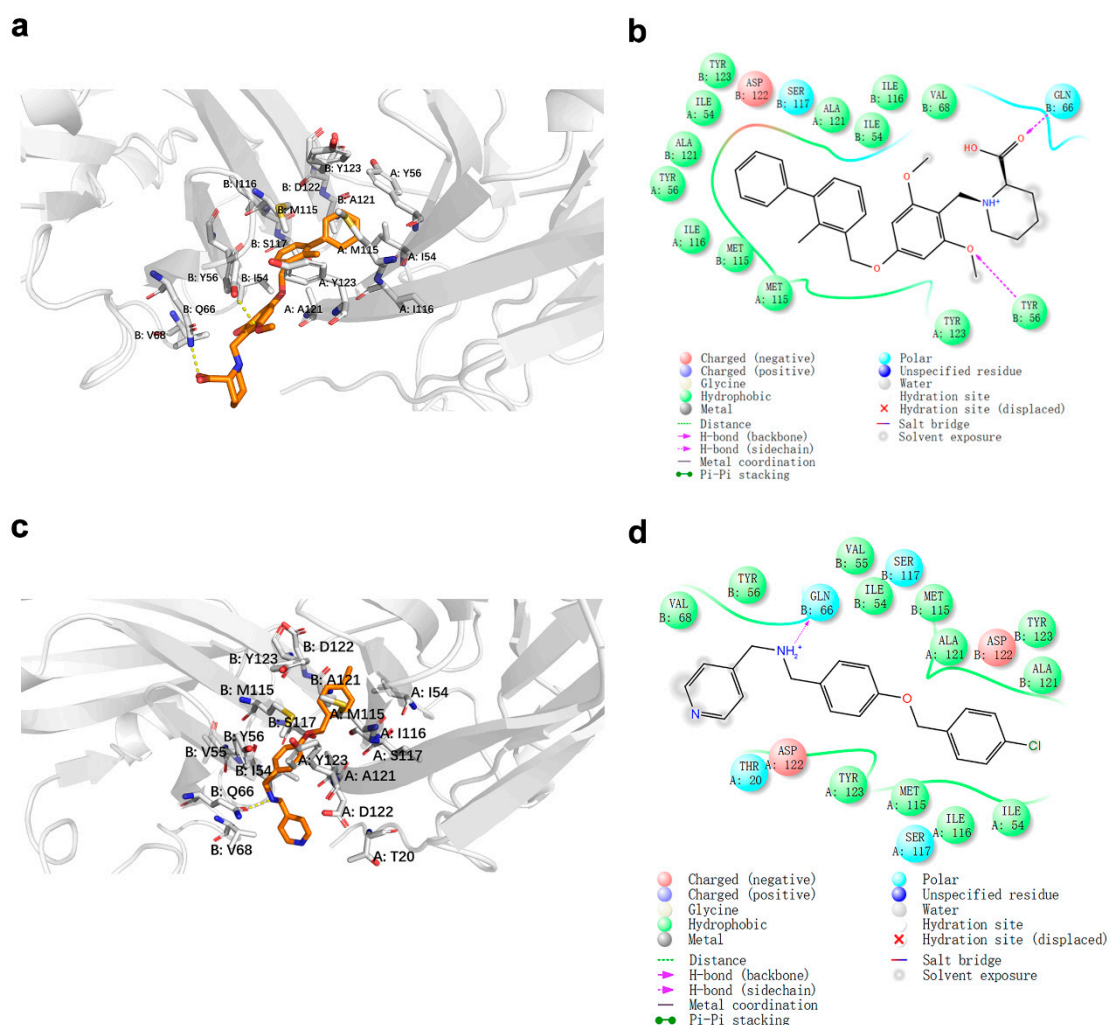 a
B: Y123
A: Y56
B: I116
B: D122
B: A121
B: M115
B: S117
A: M115
A: I54
B: Y56
B: I54
A: Y123
B: Q66
A: A121
A: I116
B: V68
b
TYR
B: 123
ASP
B: 122
SER
B: 117
ILE
B: 116
VAL
B: 68
GLN
B: 66
ILE
A: 54
ALA
A: 121
ILE
B: 54
ALA
B: 121
TYR
A: 56
HO
O
O
NH+
ILE
A: 116
MET
B: 115
MET
A: 115
O
O
TYR
A: 123
TYR
B: 56
Charged (negative)
Charged (positive)
Glycine
Hydrophobic
Metal
Distance
H-bond (backbone)
H-bond (sidechain)
Metal coordination
Pi-Pi stacking
Polar
Unspecified residue
Water
Hydration site
Hydration site (displaced)
Salt bridge
Solvent exposure
c
B: D122
B: Y123
B: A121
A: I54
B: M115
A: M115
B: S117
A: I116
B: Y56
A: S117
B: V55
A: Y123
B: I54
A: A121
B: Q66
A: D122
B: V68
A: T20
d
VAL
B: 55
SER
B: 117
TYR
B: 56
GLN
B: 66
ILE
B: 54
MET
B: 115
VAL
B: 68
TYR
B: 123
ALA
A: 121
ASP
B: 122
ALA
B: 121
NH2+
N
O
Cl
THR
A: 20
ASP
A: 122
TYR
A: 123
MET
A: 115
ILE
A: 116
ILE
A: 54
SER
A: 117
Charged (negative)
Charged (positive)
Glycine
Hydrophobic
Metal
Distance
H-bond (backbone)
H-bond (sidechain)
Metal coordination
Pi-Pi stacking
Polar
Unspecified residue
Water
Hydration site
Hydration site (displaced)
Salt bridge
Solvent exposure